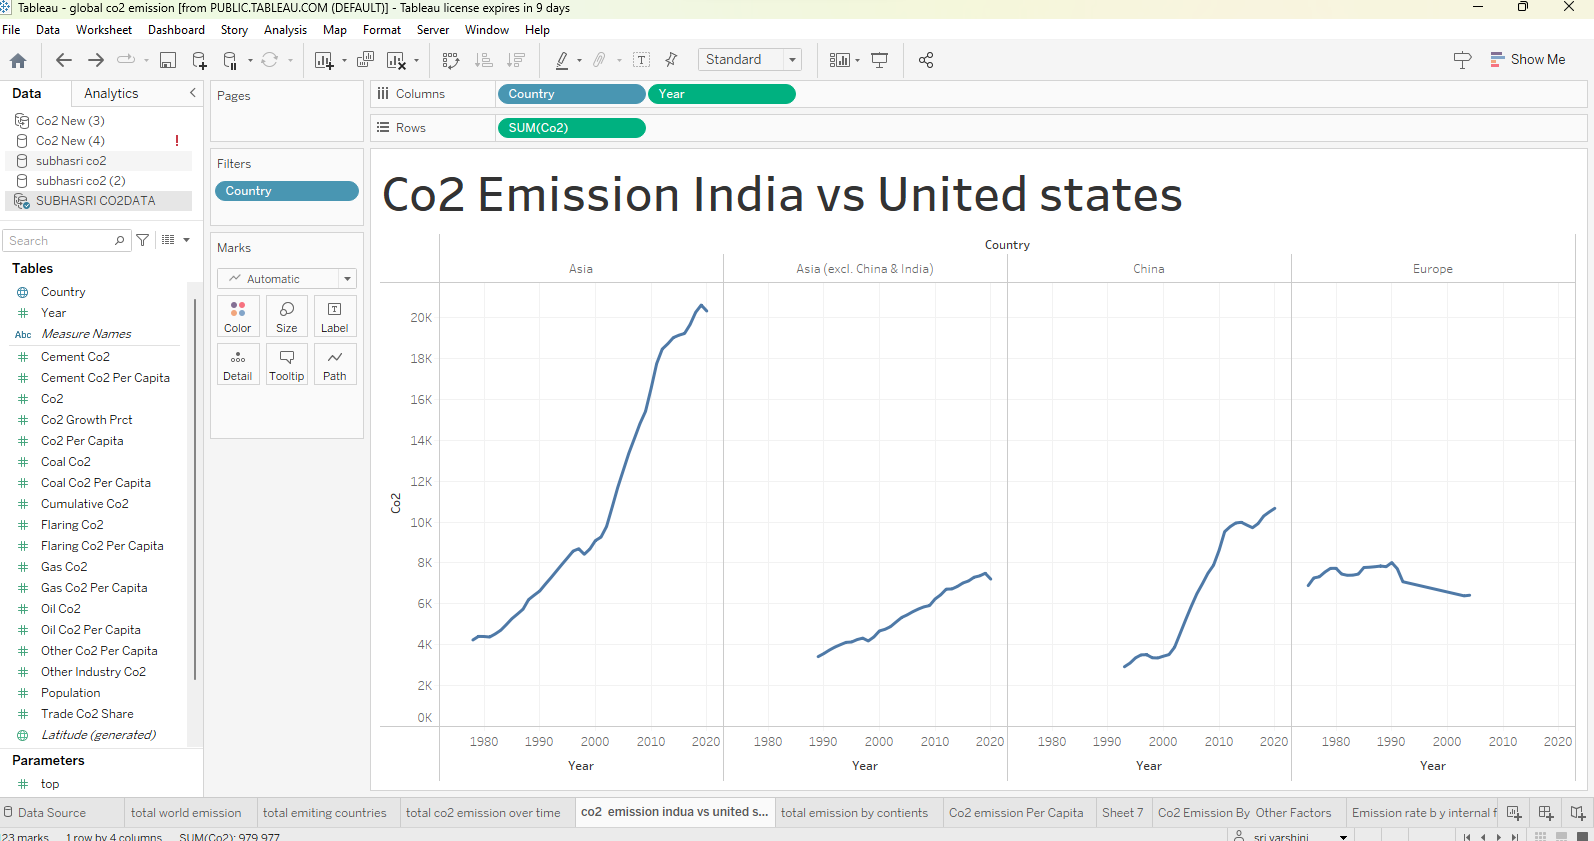 Tableau - global co2 emission [from PUBLIC.TABLEAU.COM (DEFAULT)] - Tableau license expires in 9 days
File Data Worksheet Dashboard Story Analysis Map Format Server Window Help
Standard
Show Me
Data Analytics
Co2 New (3)
Co2 New (4) !
subhasri co2
subhasri co2 (2)
SUBHASRI CO2DATA
Search
Tables
Country
Year
Abc Measure Names
Cement Co2
Cement Co2 Per Capita
Co2
Co2 Growth Prct
Co2 Per Capita
Coal Co2
Coal Co2 Per Capita
Cumulative Co2
Flaring Co2
Flaring Co2 Per Capita
Gas Co2
Gas Co2 Per Capita
Oil Co2
Oil Co2 Per Capita
Other Co2 Per Capita
Other Industry Co2
Population
Trade Co2 Share
Latitude (generated)
Parameters
top
Pages
Filters
Country
Marks
Automatic
Color Size Label
Detail Tooltip Path
Columns Country Year
Rows SUM(Co2)
Co2 Emission India vs United states
Country
Asia Asia (excl. China & India) China Europe
20K
18K
16K
14K
12K
10K
8K
6K
4K
2K
0K
Co2
1980 1990 2000 2010 2020 1980 1990 2000 2010 2020 1980 1990 2000 2010 2020 1980 1990 2000 2010 2020
Year Year Year Year
Data Source total world emission total emiting countries total co2 emission over time co2 emission indua vs united s... total emission by contients Co2 emission Per Capita Sheet 7 Co2 Emission By Other Factors Emission rate b y internal f
23 marks 1 row by 4 columns SUM(Co2): 979,977 sri varshini